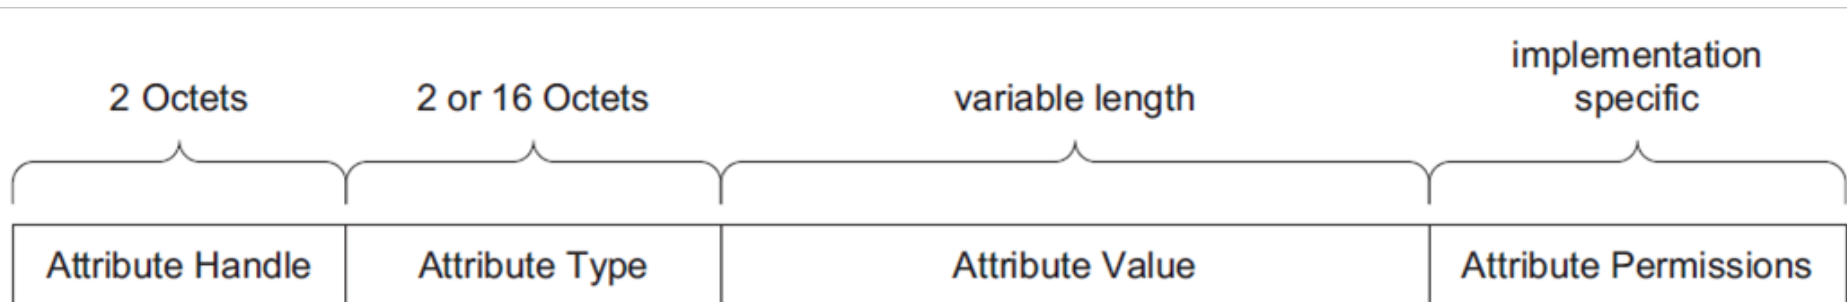 2 Octets
2 or 16 Octets
variable length
implementation
specific
Attribute Handle
Attribute Type
Attribute Value
Attribute Permissions